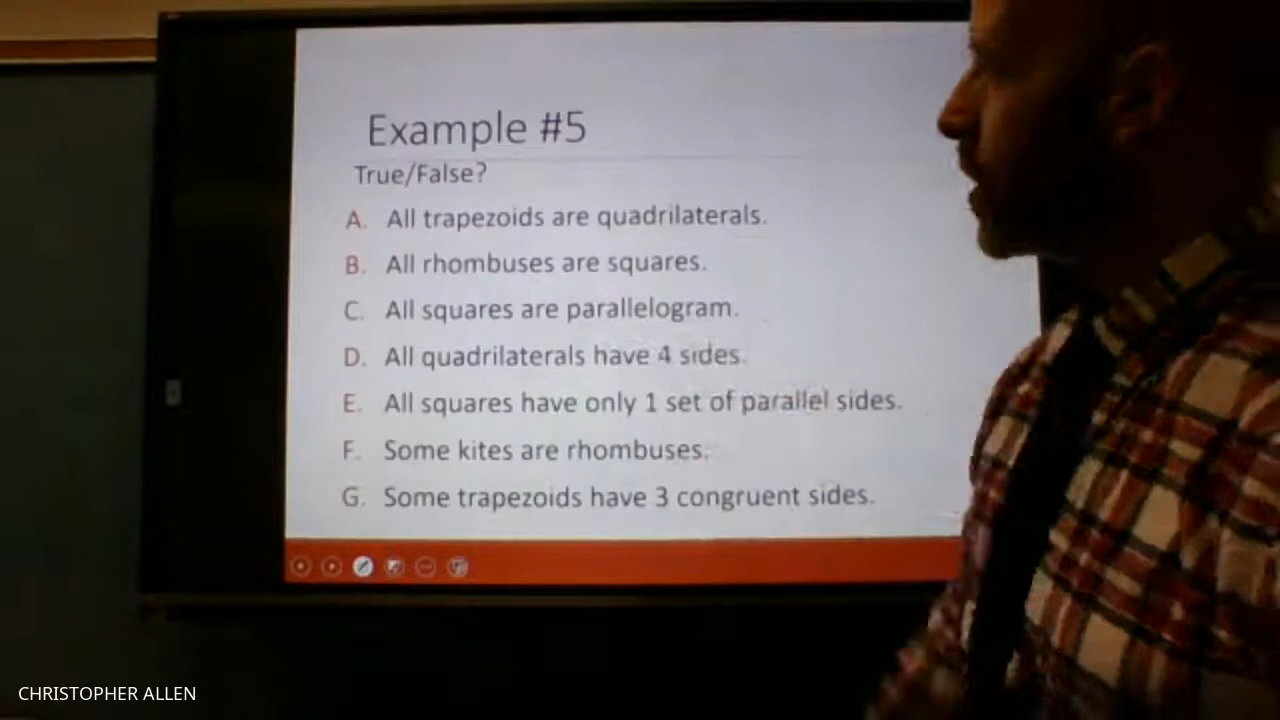 Example #5
True/False?
A. All trapezoids are quadrilaterals.
B. All rhombuses are squares.
C. All squares are parallelogram.
D. All quadrilaterals have 4 sides.
E. All squares have only 1 set of parallel sides.
F. Some kites are rhombuses.
G. Some trapezoids have 3 congruent sides.
CHRISTOPHER ALLEN